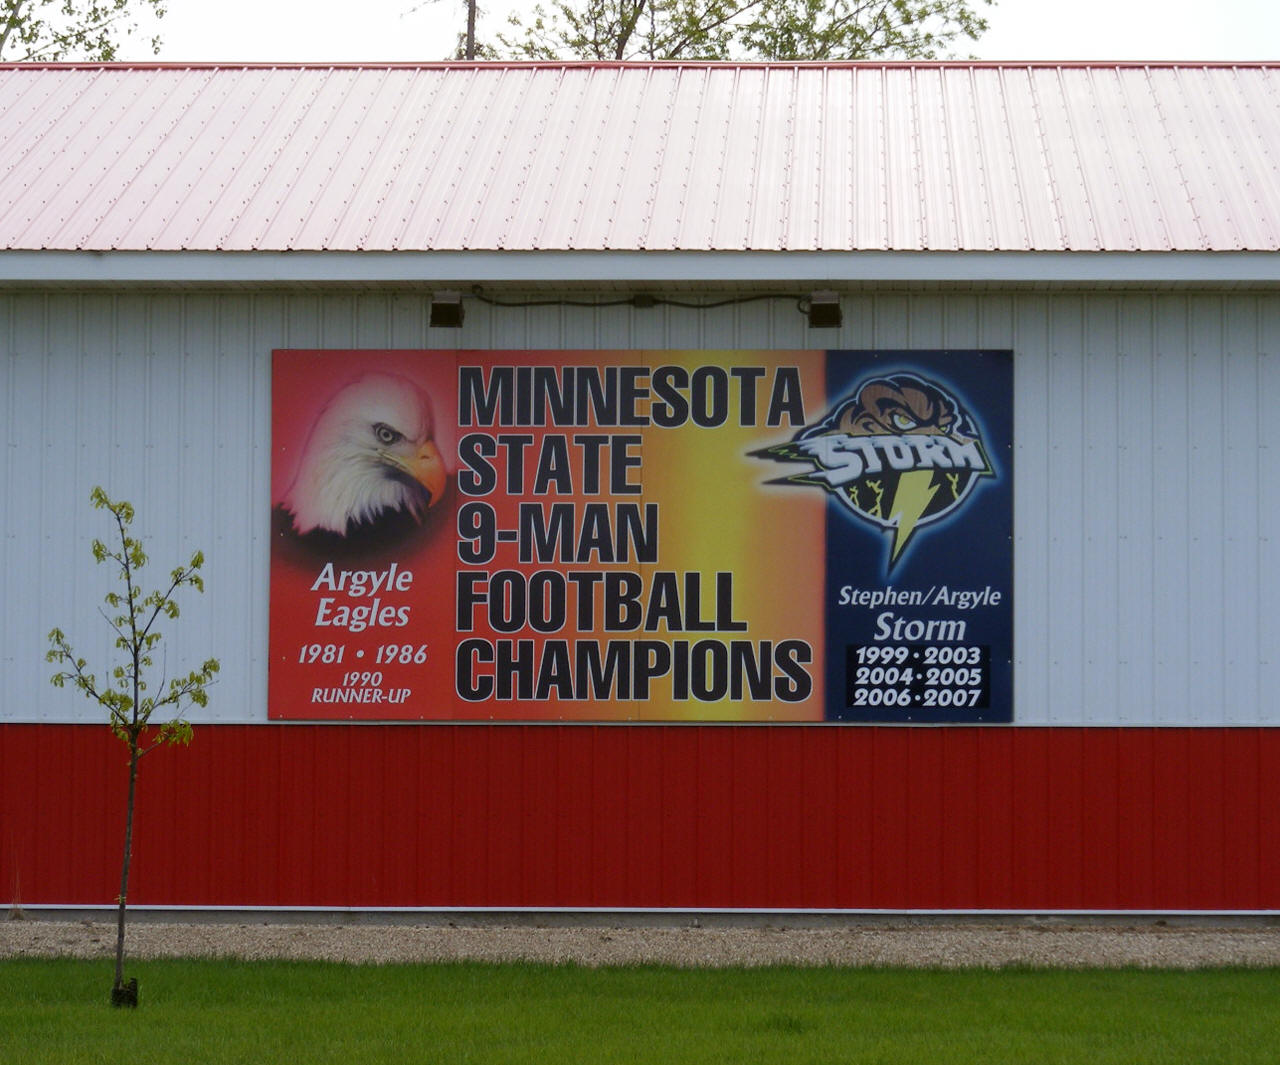 MINNESOTA
STATE
9-MAN
FOOTBALL
CHAMPIONS
Argyle
Eagles
1981 • 1986
1990
RUNNER-UP
STORM
Stephen/Argyle
Storm
1999 • 2003
2004 • 2005
2006 • 2007